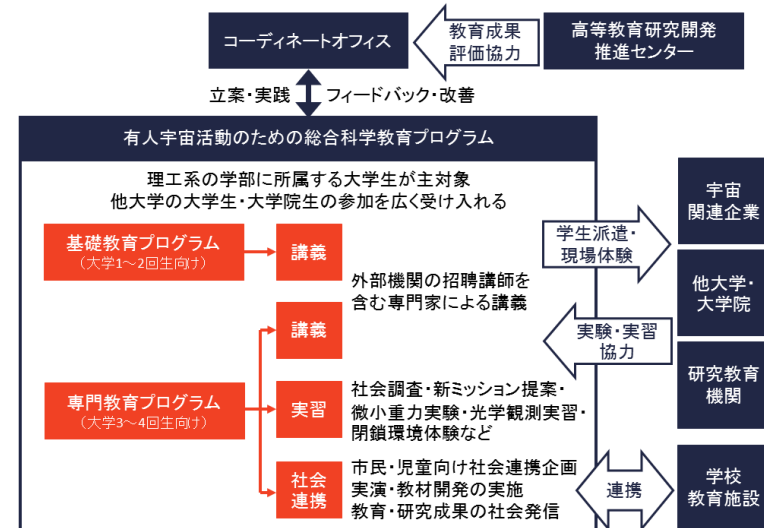 コーディネートオフィス
教育成果
評価協力
高等教育研究開発
推進センター
立案・実践
フィードバック・改善
有人宇宙活動のための総合科学教育プログラム
理工系の学部に所属する大学生が主対象
他大学の大学生・大学院生の参加を広く受け入れる
基礎教育プログラム
（大学1～2回生向け）
講義
外部機関の招聘講師を
含む専門家による講義
講義
専門教育プログラム
（大学3～4回生向け）
実習
社会調査・新ミッション提案・
微小重力実験・光学観測実習・
閉鎖環境体験など
社会
連携
市民・児童向け社会連携企画
実演・教材開発の実施
教育・研究成果の社会発信
学生派遣・
現場体験
実験・実習
協力
連携
宇宙
関連企業
他大学・
大学院
研究教育
機関
学校
教育施設